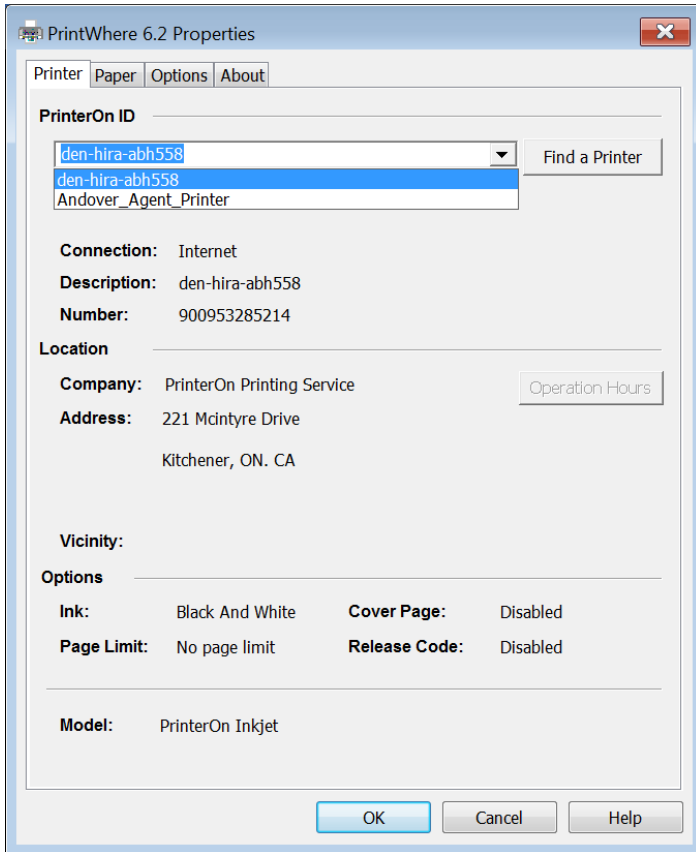 PrintWhere 6.2 Properties
Printer Paper Options About
PrinterOn ID
den-hira-abh558 Find a Printer
den-hira-abh558
Andover_Agent_Printer
Connection: Internet
Description: den-hira-abh558
Number: 900953285214
Location
Company: PrinterOn Printing Service Operation Hours
Address: 221 Mcintyre Drive
Kitchener, ON. CA
Vicinity:
Options
Ink: Black And White Cover Page: Disabled
Page Limit: No page limit Release Code: Disabled
Model: PrinterOn Inkjet
OK Cancel Help